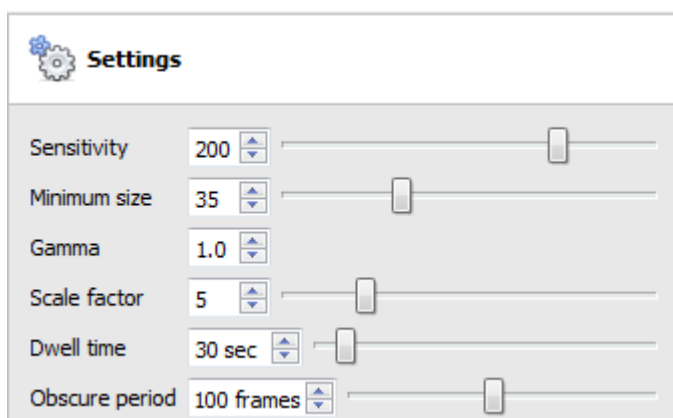 Settings
Sensitivity 200
Minimum size 35
Gamma 1.0
Scale factor 5
Dwell time 30 sec
Obscure period 100 frames